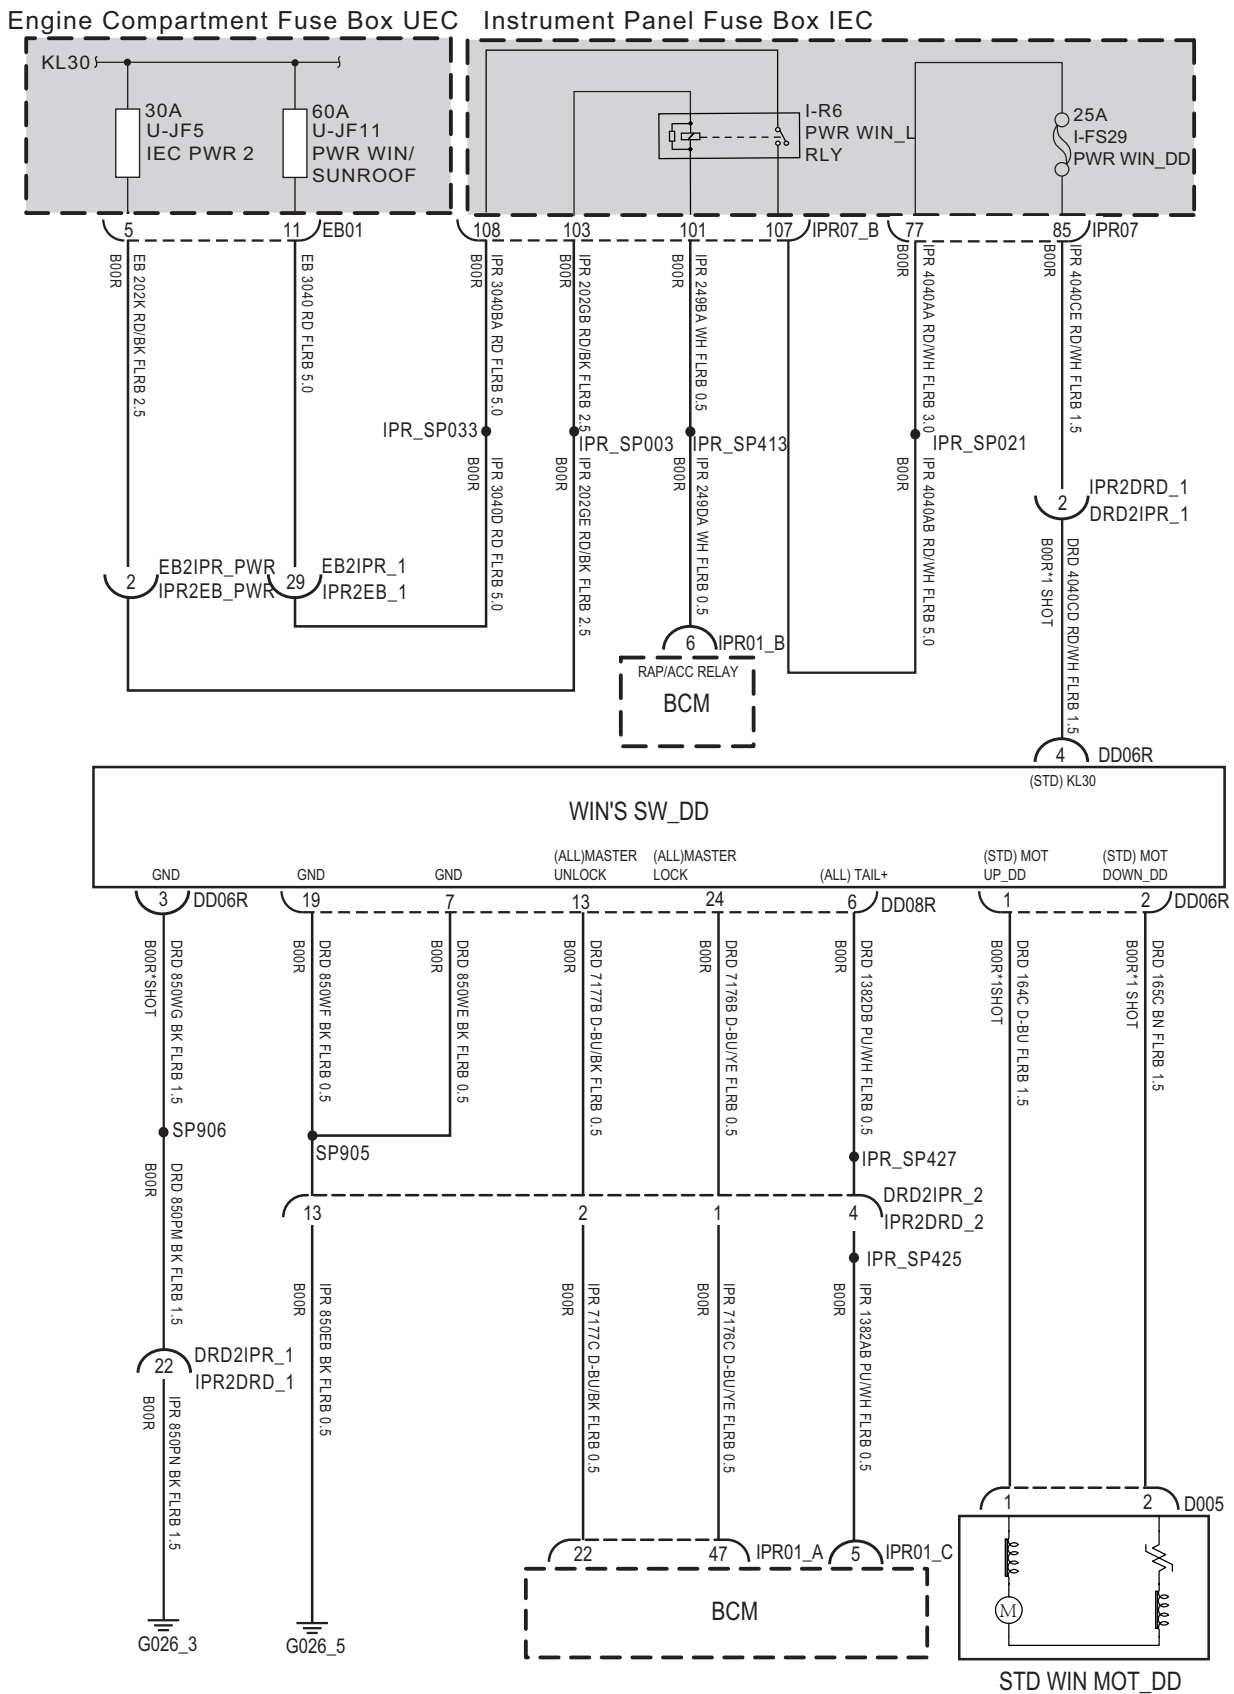 Engine Compartment Fuse Box UEC
Instrument Panel Fuse Box IEC
KL30
30A
U-JF5
IEC PWR 2
60A
U-JF11
PWR WIN/
SUNROOF
I-R6
PWR WIN_L
RLY
25A
I-FS29
PWR WIN_DD
5
11
EB01
108
103
101
107
IPR07_B
77
85
IPR07
B00R
EB 202K RD/BK FLRB 2.5
B00R
EB 3040 RD FLRB 5.0
B00R
IPR 3040BA RD FLRB 5.0
B00R
IPR 202GB RD/BK FLRB 2.5
B00R
IPR 249BA WH FLRB 0.5
B00R
IPR 4040AA RD/WH FLRB 3.0
B00R
IPR 4040CE RD/WH FLRB 1.5
IPR_SP033
IPR_SP003
IPR_SP413
IPR_SP021
B00R
IPR 3040D RD FLRB 5.0
IPR 202GE RD/BK FLRB 2.5
B00R
IPR 249DA WH FLRB 0.5
B00R
IPR 4040AB RD/WH FLRB 5.0
2
IPR2DRD_1
DRD2IPR_1
B00R*1 SHOT
DRD 4040CD RD/WH FLRB 1.5
2
EB2IPR_PWR
IPR2EB_PWR
29
EB2IPR_1
IPR2EB_1
6
IPR01_B
RAP/ACC RELAY
BCM
4
DD06R
(STD) KL30
WIN'S SW_DD
GND
GND
GND
(ALL)MASTER
UNLOCK
(ALL)MASTER
LOCK
(ALL) TAIL+
(STD) MOT
UP_DD
(STD) MOT
DOWN_DD
3
DD06R
19
7
13
24
6
DD08R
1
2
DD06R
B00R*SHOT
DRD 850WG BK FLRB 1.5
B00R
DRD 850WF BK FLRB 0.5
B00R
DRD 850WE BK FLRB 0.5
B00R
DRD 7177B D-BU/BK FLRB 0.5
B00R
DRD 7176B D-BU/YE FLRB 0.5
B00R
DRD 1382DB PU/WH FLRB 0.5
B00R*1SHOT
DRD 164C D-BU FLRB 1.5
B00R*1 SHOT
DRD 165C BN FLRB 1.5
SP906
SP905
IPR_SP427
B00R
DRD 850PM BK FLRB 1.5
13
2
1
4
DRD2IPR_2
IPR2DRD_2
IPR_SP425
B00R
IPR 850EB BK FLRB 0.5
B00R
IPR 7177C D-BU/BK FLRB 0.5
B00R
IPR 7176C D-BU/YE FLRB 0.5
B00R
IPR 1382AB PU/WH FLRB 0.5
22
DRD2IPR_1
IPR2DRD_1
B00R
IPR 850PN BK FLRB 1.5
1
2
D005
22
47
IPR01_A
5
IPR01_C
BCM
M
G026_3
G026_5
STD WIN MOT_DD